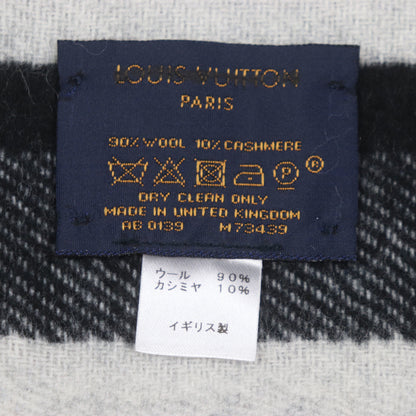 LOUIS VUITTON
PARIS
90% WOOL 10% CASHMERE
P ®
DRY CLEAN ONLY
MADE IN UNITED KINGDOM
AB 0139 M73439
ウール 90%
カシミヤ 10%
イギリス製